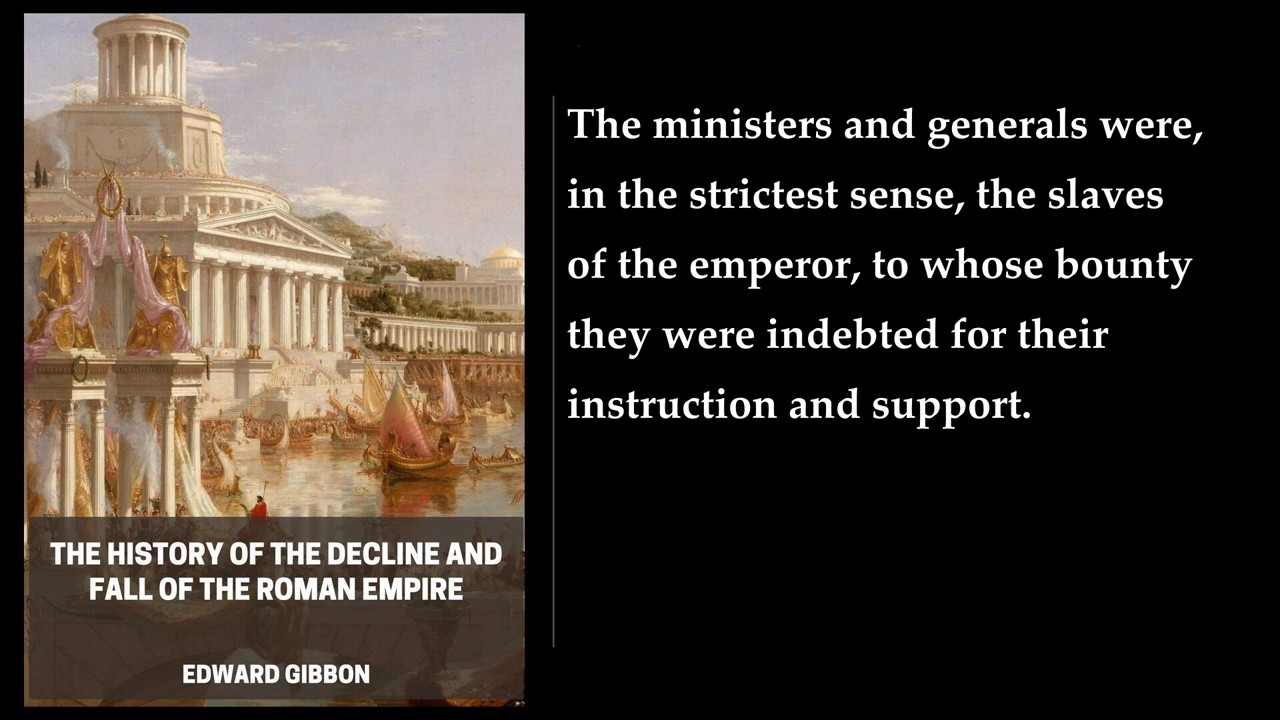 THE HISTORY OF THE DECLINE AND
FALL OF THE ROMAN EMPIRE
EDWARD GIBBON
The ministers and generals were,
in the strictest sense, the slaves
of the emperor, to whose bounty
they were indebted for their
instruction and support.